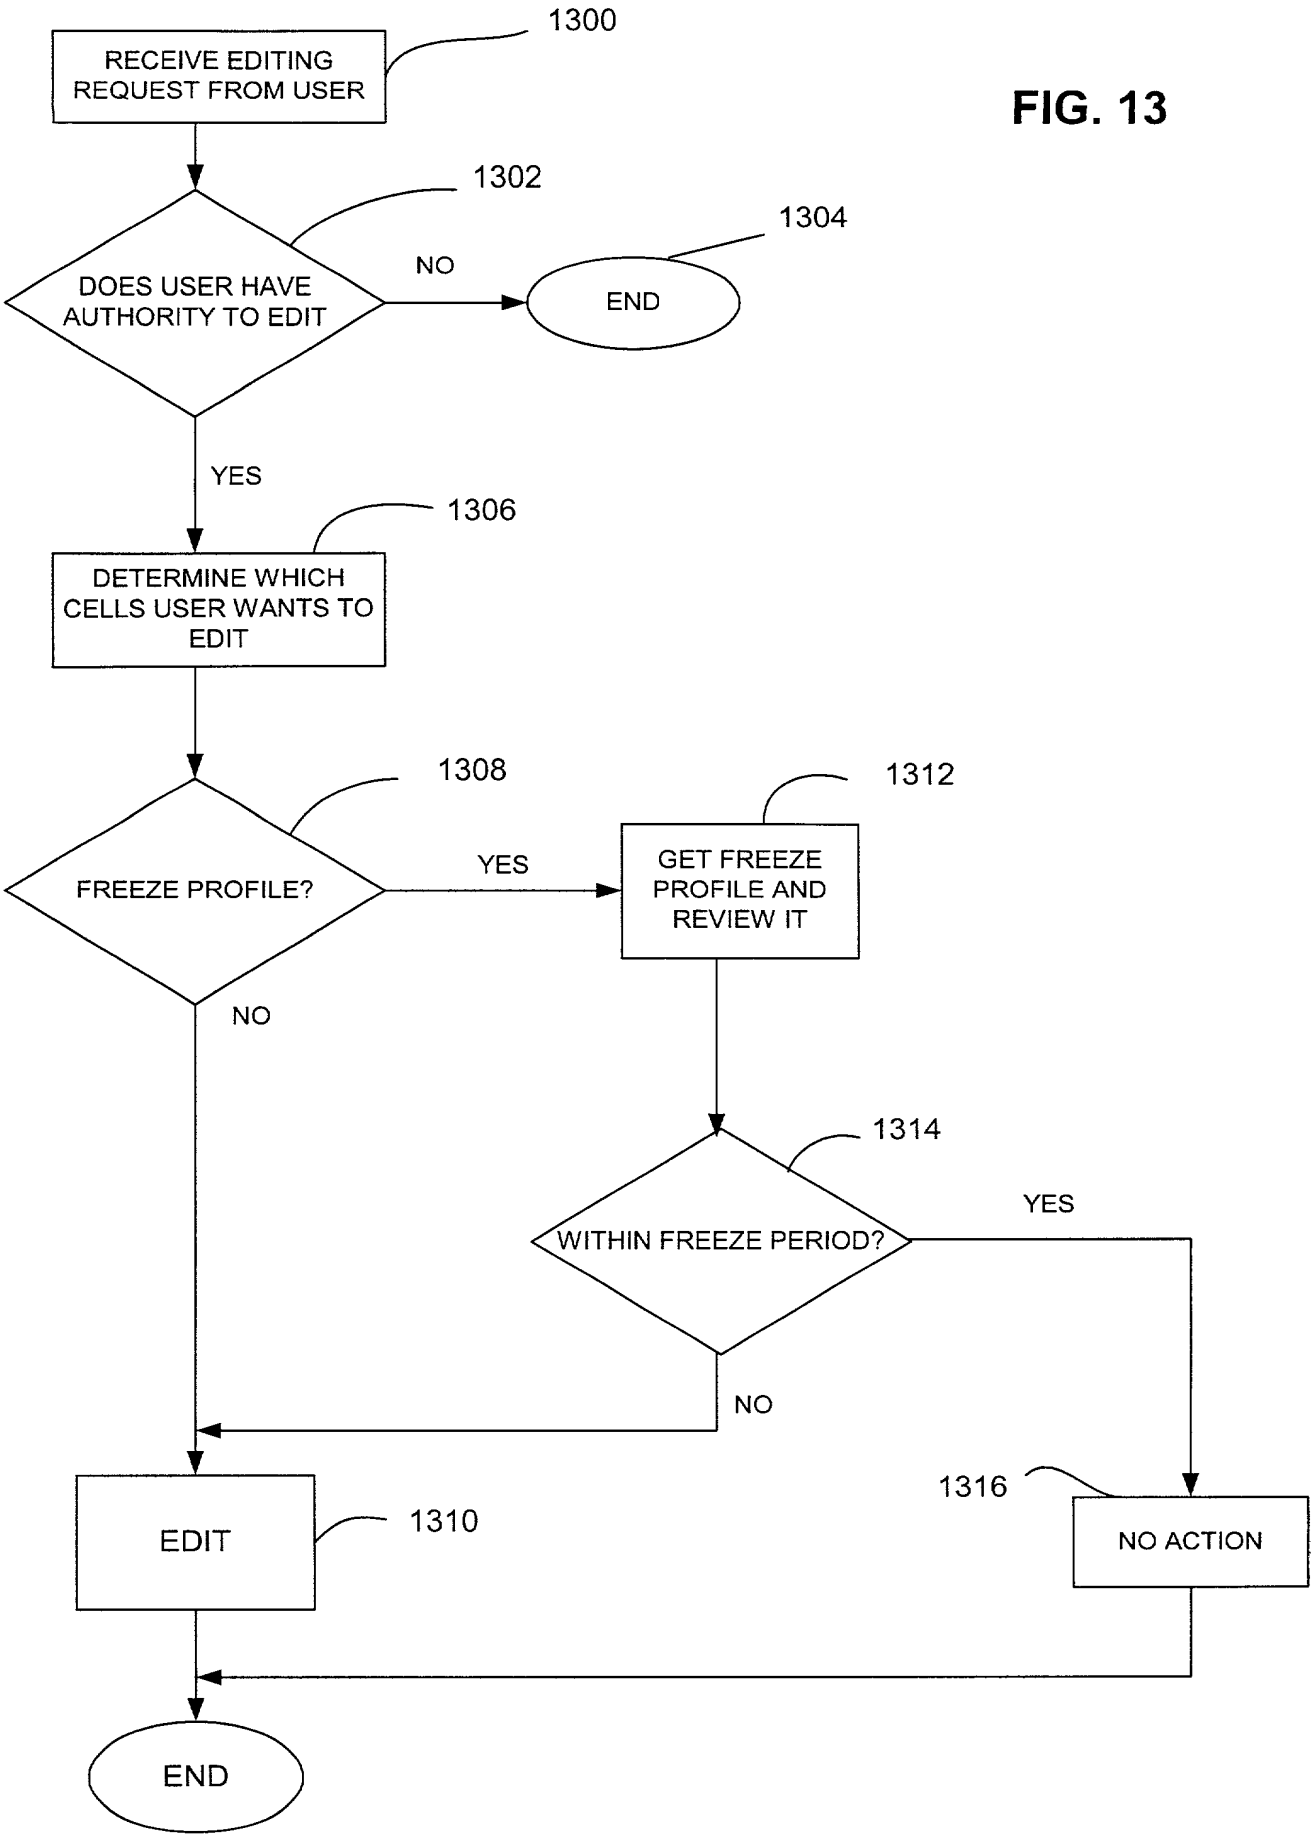 1300
RECEIVE EDITING
REQUEST FROM USER
FIG. 13
1302
1304
DOES USER HAVE
AUTHORITY TO EDIT
NO
END
YES
1306
DETERMINE WHICH
CELLS USER WANTS TO
EDIT
1308
1312
FREEZE PROFILE?
YES
GET FREEZE
PROFILE AND
REVIEW IT
NO
1314
WITHIN FREEZE PERIOD?
YES
NO
1316
EDIT
1310
NO ACTION
END